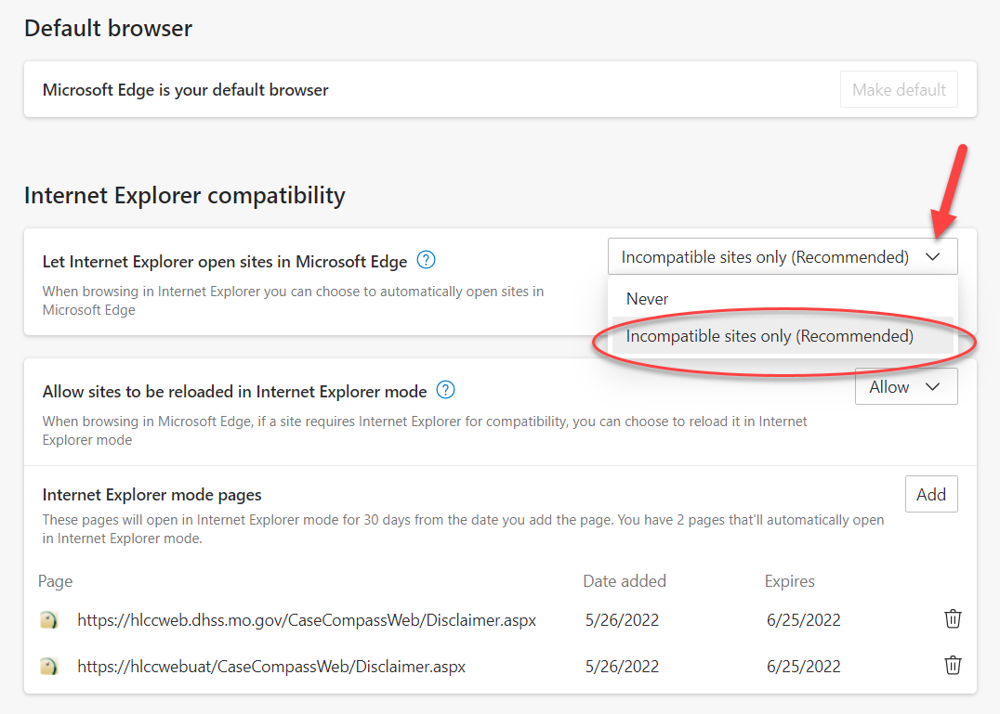 Default browser
Microsoft Edge is your default browser
Make default
Internet Explorer compatibility
Let Internet Explorer open sites in Microsoft Edge
Incompatible sites only (Recommended)
When browsing in Internet Explorer you can choose to automatically open sites in
Microsoft Edge
Never
Incompatible sites only (Recommended)
Allow sites to be reloaded in Internet Explorer mode
Allow
When browsing in Microsoft Edge, if a site requires Internet Explorer for compatibility, you can choose to reload it in Internet
Explorer mode
Internet Explorer mode pages
Add
These pages will open in Internet Explorer mode for 30 days from the date you add the page. You have 2 pages that'll automatically open
in Internet Explorer mode.
Page Date added Expires
https://hlccweb.dhss.mo.gov/CaseCompassWeb/Disclaimer.aspx 5/26/2022 6/25/2022
https://hlccwebuat/CaseCompassWeb/Disclaimer.aspx 5/26/2022 6/25/2022